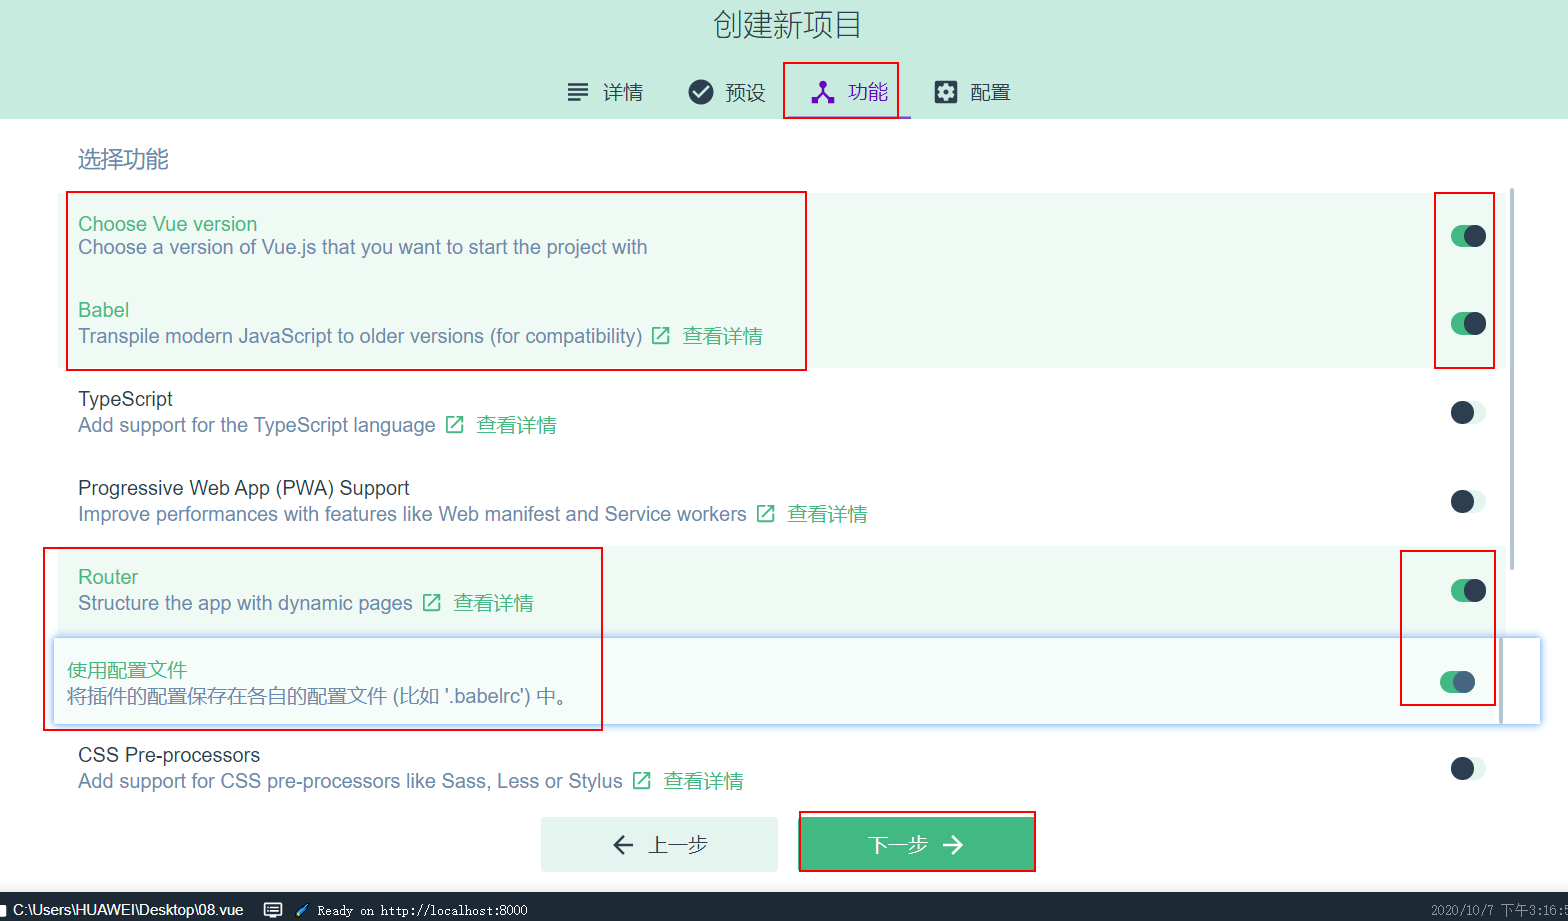 创建新项目
详情 预设 功能 配置
选择功能
Choose Vue version
Choose a version of Vue.js that you want to start the project with
Babel
Transpile modern JavaScript to older versions (for compatibility) 查看详情
TypeScript
Add support for the TypeScript language 查看详情
Progressive Web App (PWA) Support
Improve performances with features like Web manifest and Service workers 查看详情
Router
Structure the app with dynamic pages 查看详情
使用配置文件
将插件的配置保存在各自的配置文件 (比如 '.babelrc') 中。
CSS Pre-processors
Add support for CSS pre-processors like Sass, Less or Stylus 查看详情
上一步 下一步
C:\Users\HUAWEI\Desktop\08.vue Ready on http://localhost:8000 2020/10/7 下午3:16:5